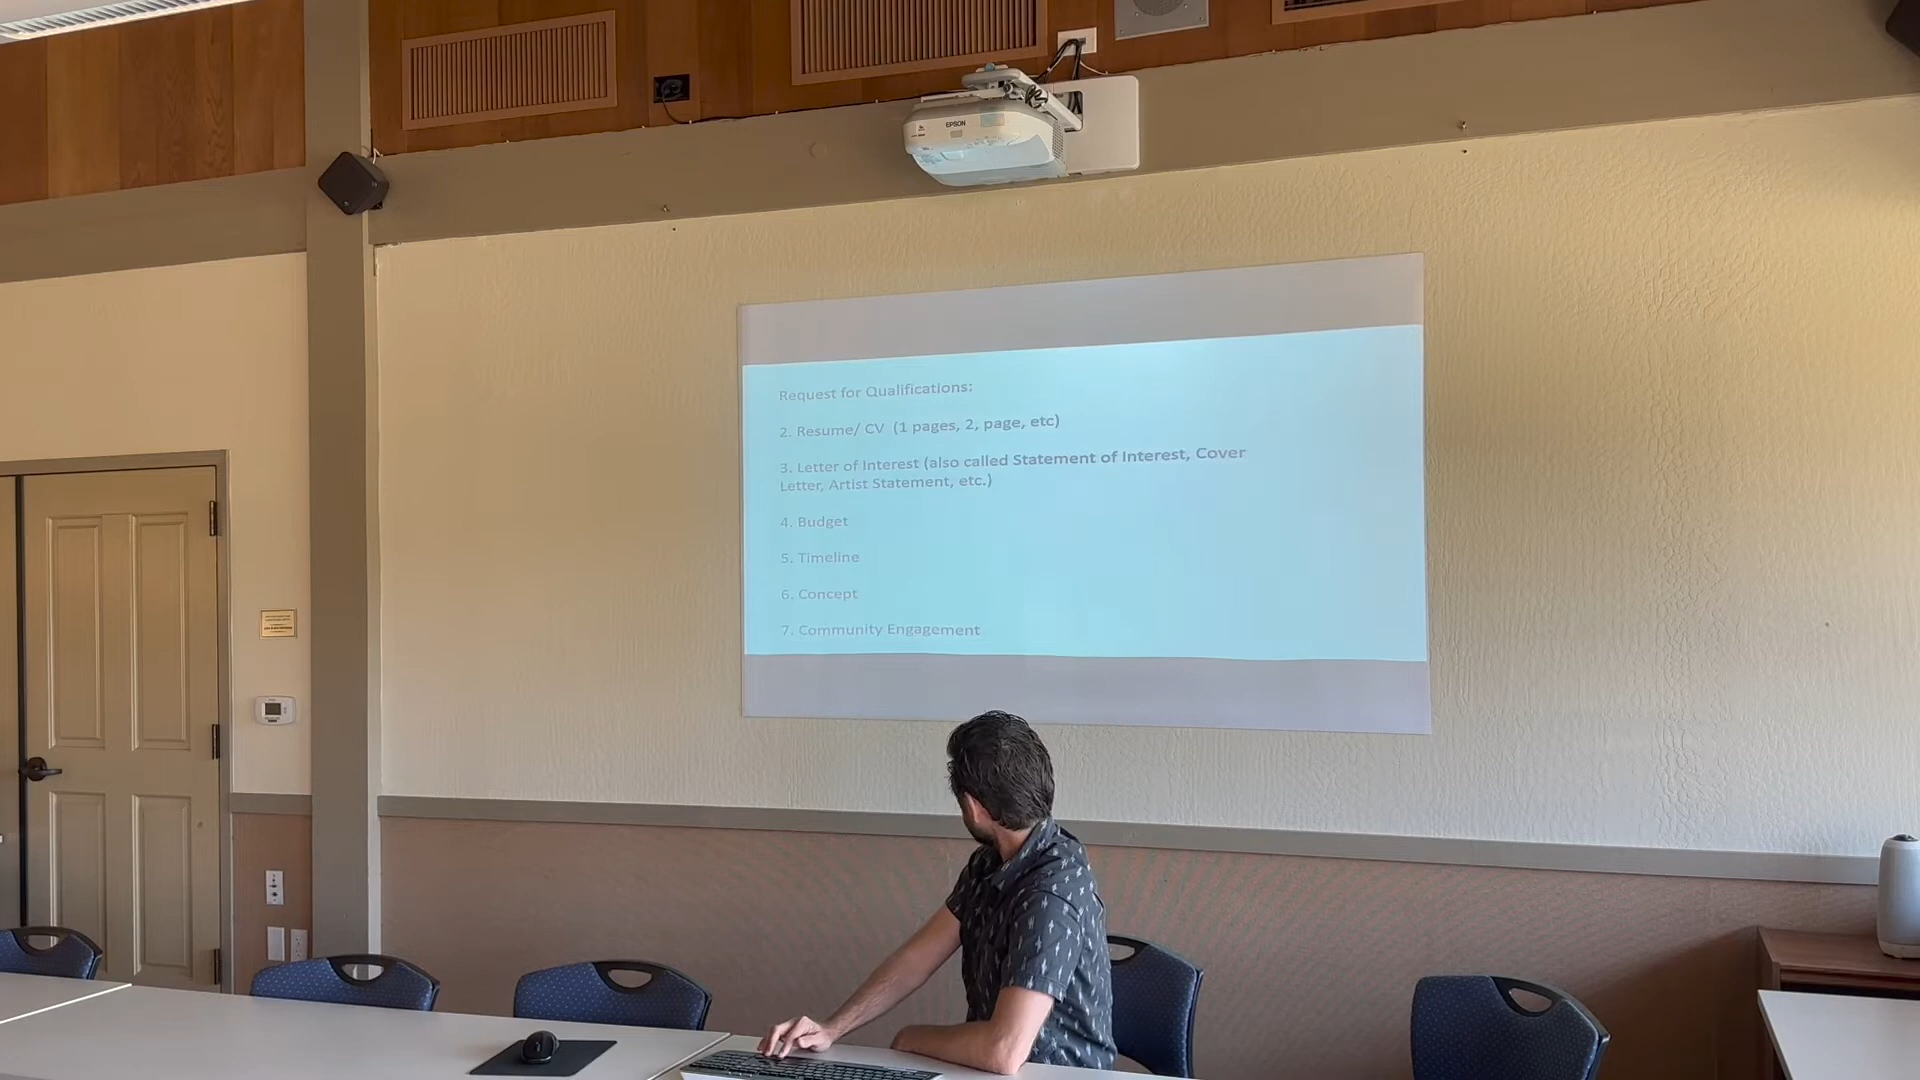 EPSON
Request for Qualifications:
2. Resume/ CV  (1 pages, 2, page, etc)
3. Letter of Interest (also called Statement of Interest, Cover
Letter, Artist Statement, etc.)
4. Budget
5. Timeline
6. Concept
7. Community Engagement